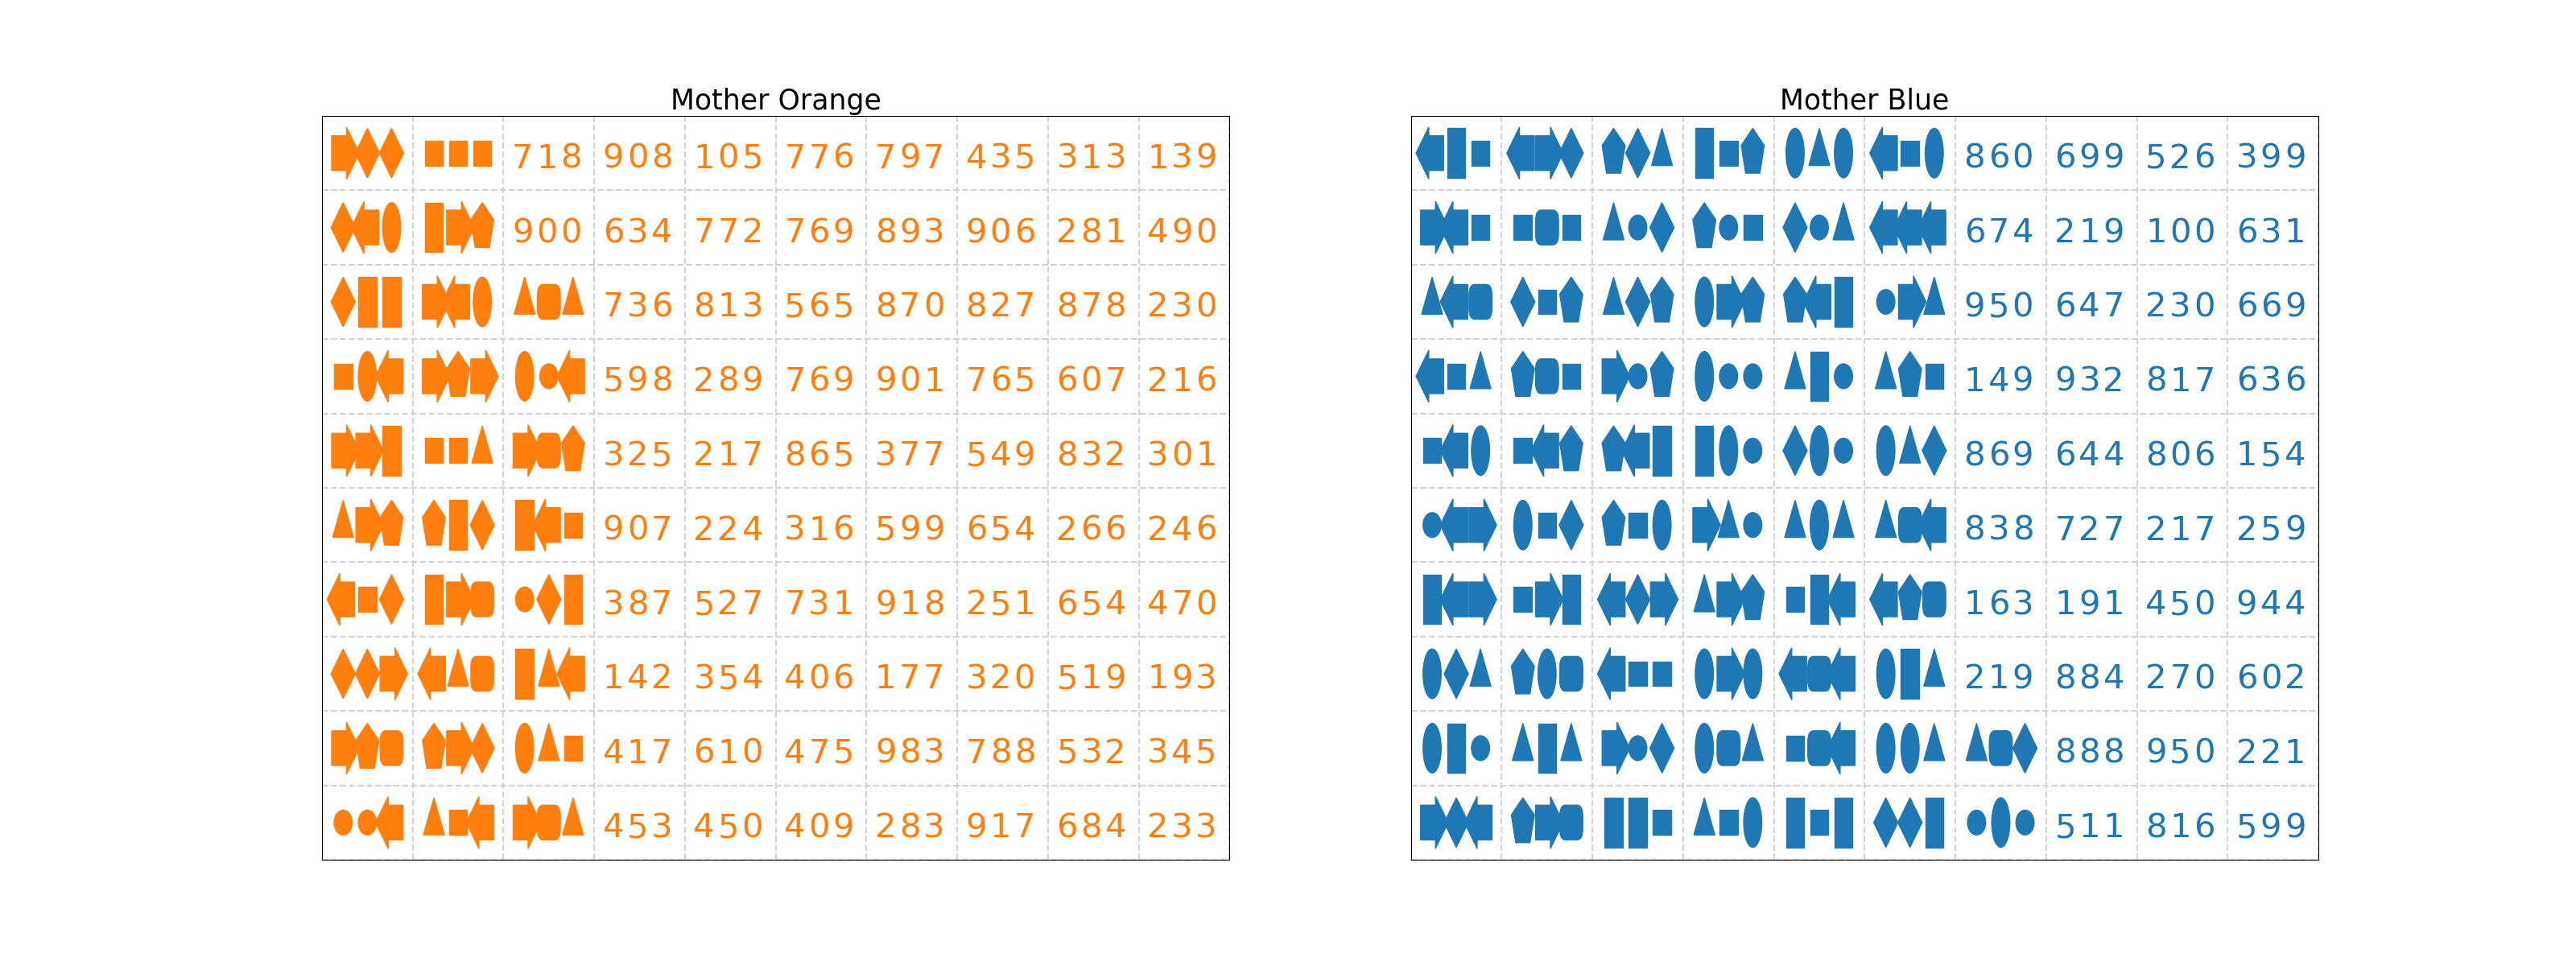 Mother Orange
718 908 105 776 797 435 313 139
900 634 772 769 893 906 281 490
736 813 565 870 827 878 230
598 289 769 901 765 607 216
325 217 865 377 549 832 301
907 224 316 599 654 266 246
387 527 731 918 251 654 470
142 354 406 177 320 519 193
417 610 475 983 788 532 345
453 450 409 283 917 684 233
Mother Blue
860 699 526 399
674 219 100 631
950 647 230 669
149 932 817 636
869 644 806 154
838 727 217 259
163 191 450 944
219 884 270 602
888 950 221
511 816 599